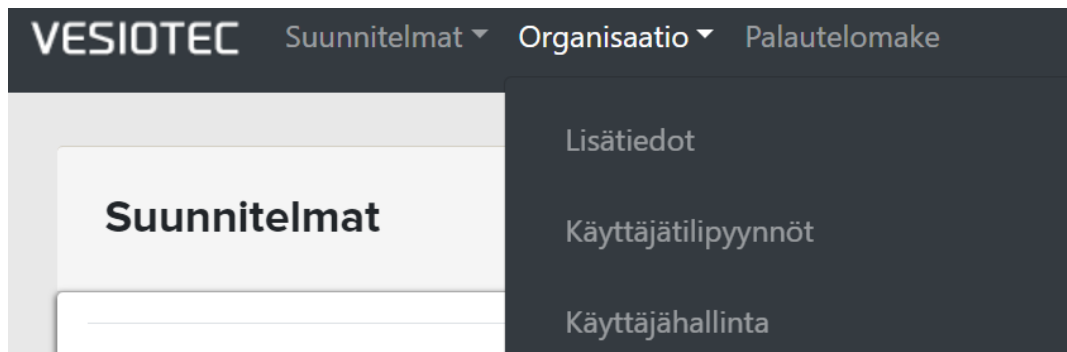 VESIOTEC Suunnitelmat Organisaatio Palautelomake
Lisätiedot
Suunnitelmat
Käyttäjätilipyynnöt
Käyttäjähallinta